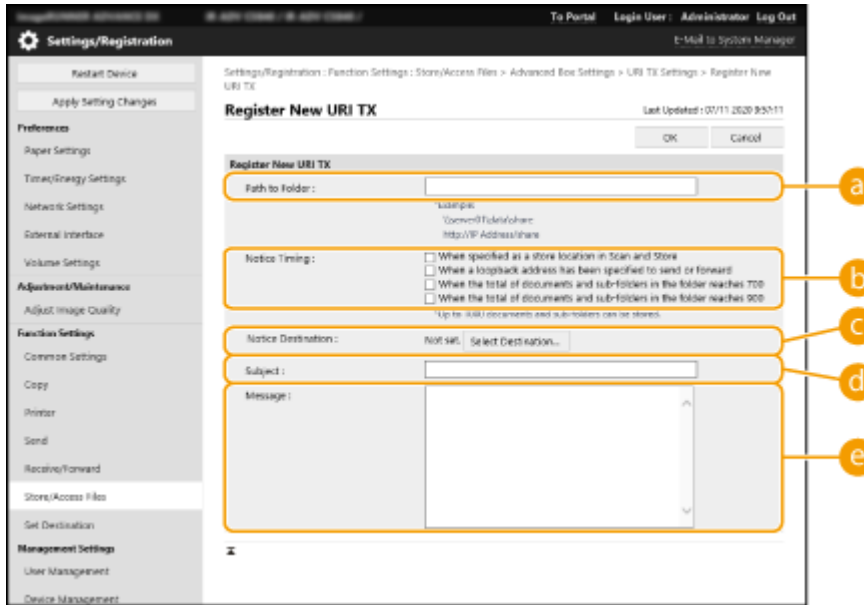 To Portal Login User: Administrator Log Out
Settings/Registration
E-Mail to System Manager
Restart Device
Apply Setting Changes
Preferences
Paper Settings
Timer/Energy Settings
Network Settings
External Interface
Volume Settings
Adjustment/Maintenance
Adjust Image Quality
Function Settings
Common Settings
Copy
Printer
Send
Receive/Forward
Store/Access Files
Set Destination
Management Settings
User Management
Device Management
Settings/Registration : Function Settings : Store/Access Files > Advanced Box Settings > URI TX Settings > Register New
URI TX
Register New URI TX
Last Updated : 07/11 2020 9:57:11
OK Cancel
Register New URI TX
Path to Folder :
a
*Example:
\\server01\data\share
http://IP Address/share
Notice Timing :
When specified as a store location in Scan and Store
When a loopback address has been specified to send or forward
When the total of documents and sub-folders in the folder reaches 700
When the total of documents and sub-folders in the folder reaches 900
b
*Up to 1000 documents and sub-folders can be stored.
Notice Destination :
Not set. Select Destination...
c
Subject :
d
Message :
e